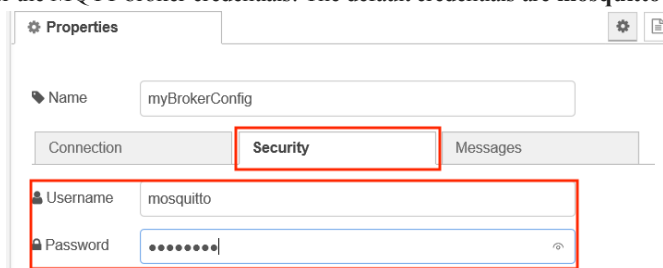 the MQTT broker credentials. The default credentials are mosquitto
Properties
Name
myBrokerConfig
Connection
Security
Messages
Username
mosquitto
Password
••••••••